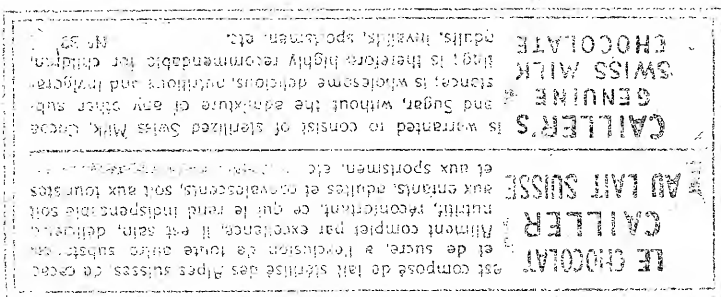 LE CHOCOLAT
CAILLER
AU LAIT SUISSE
est composé de lait stérilisé des Alpes suisses, de cacao
et de sucre, à l'exclusion de toute autre substance.
Aliment complet par excellence, il est sain, délicieux,
nutritif, réconfortant, ce qui le rend indispensable soit
aux enfants, adultes et convalescents, soit aux touristes
et aux sportsmen, etc.
CAILLER'S
GENUINE
SWISS MILK
CHOCOLATE
is warranted to consist of sterilized Swiss Milk, Cocoa
and Sugar, without the admixture of any other sub-
stance; is wholesome delicious, nutritious and invigora-
ting; is therefore highly recommendable for children,
adults, invalids, sportsmen, etc.